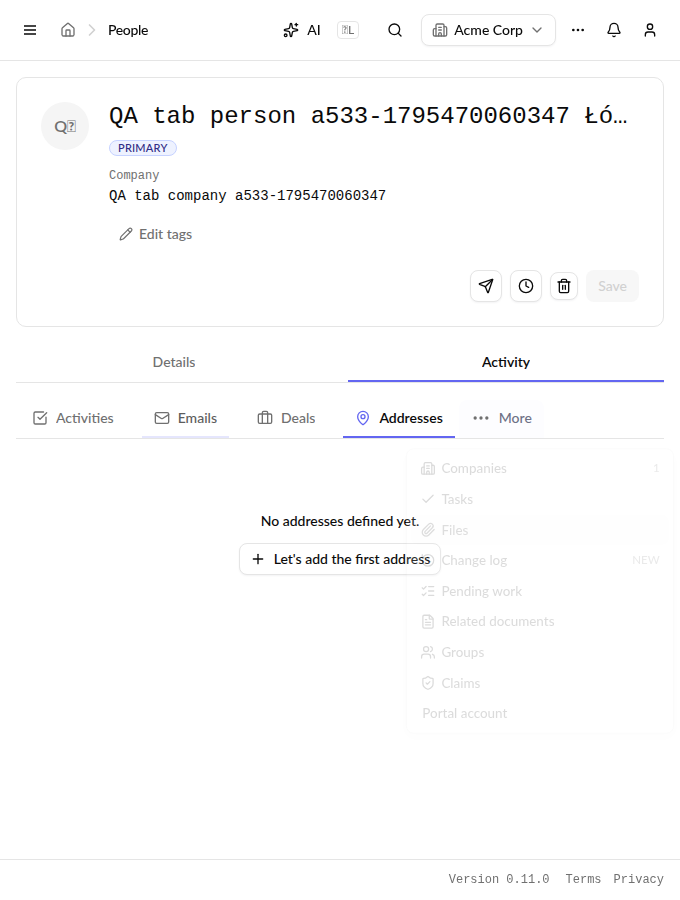 People
AI
L
Acme Corp
Q
QA tab person a533-1795470060347 Łó…
PRIMARY
Company
QA tab company a533-1795470060347
Edit tags
Save
Details
Activity
Activities
Emails
Deals
Addresses
More
Companies
1
Tasks
No addresses defined yet.
Files
Let's add the first address
Change log
NEW
Pending work
Related documents
Groups
Claims
Portal account
Version 0.11.0
Terms
Privacy